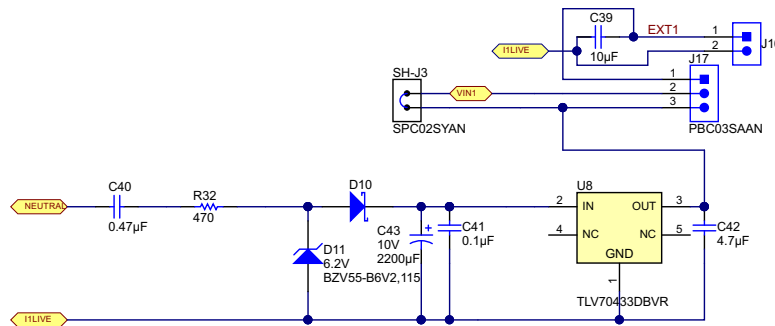 C39
EXT1
1
2
I1LIVE
10µF
J17
SH-J3
1
VIN1
2
3
SPC02SYAN
PBC03SAAN
C40
R32
D10
U8
NEUTRAL
2
IN
OUT
3
0.47µF
470
C43
10V
2200µF
C41
0.1µF
4
NC
NC
5
C42
4.7µF
D11
6.2V
BZV55-B6V2,115
GND
1
TLV70433DBVR
I1LIVE